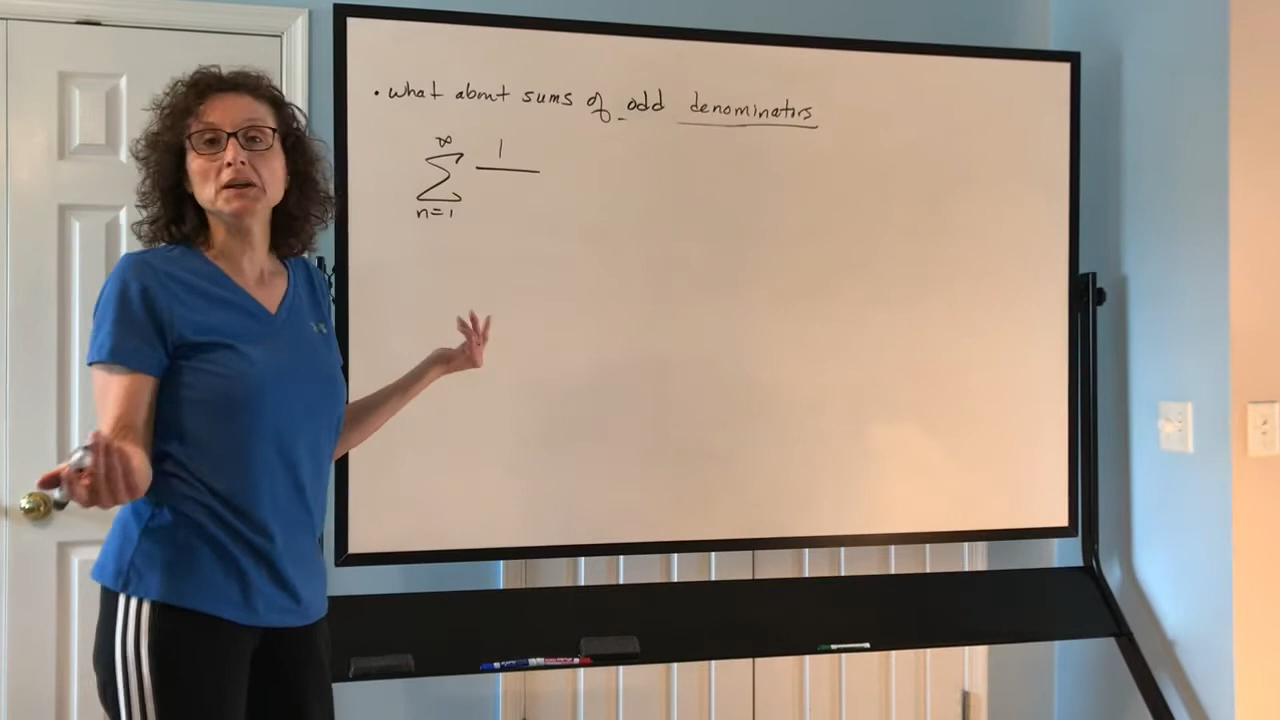 • what about sums of odd denominators
∞ 1
Σ —
n=1